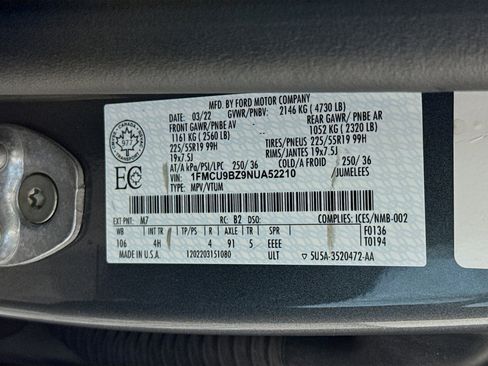 MFD. BY FORD MOTOR COMPANY
DATE: 03/22 GVWR/PNBV: 2146 KG ( 4730 LB)
FRONT GAWR/PNBE AV REAR GAWR/ PNBE AR
1161 KG ( 2560 LB) 1052 KG ( 2320 LB)
225/55R19 99H TIRES/PNEUS 225/55R19 99H
19x7.5J RIMS/JANTES 19x7.5J
AT/A kPa/PSI/LPC 250/ 36 COLD/A FROID 250/ 36
VIN/NIV: 1FMCU9BZ9NUA52210 /JUMELEES
TYPE: MPV/VTUM
EC
977
EXT PNT: M7 RC: B2 DSO: COMPLIES: ICES/NMB-002
WB INT TR TP/PS R AXLE TR SPR F0136
106 4H 4 91 5 EEEE T0194
MADE IN U.S.A. 1202203151080 ULT 5U5A-3520472-AA